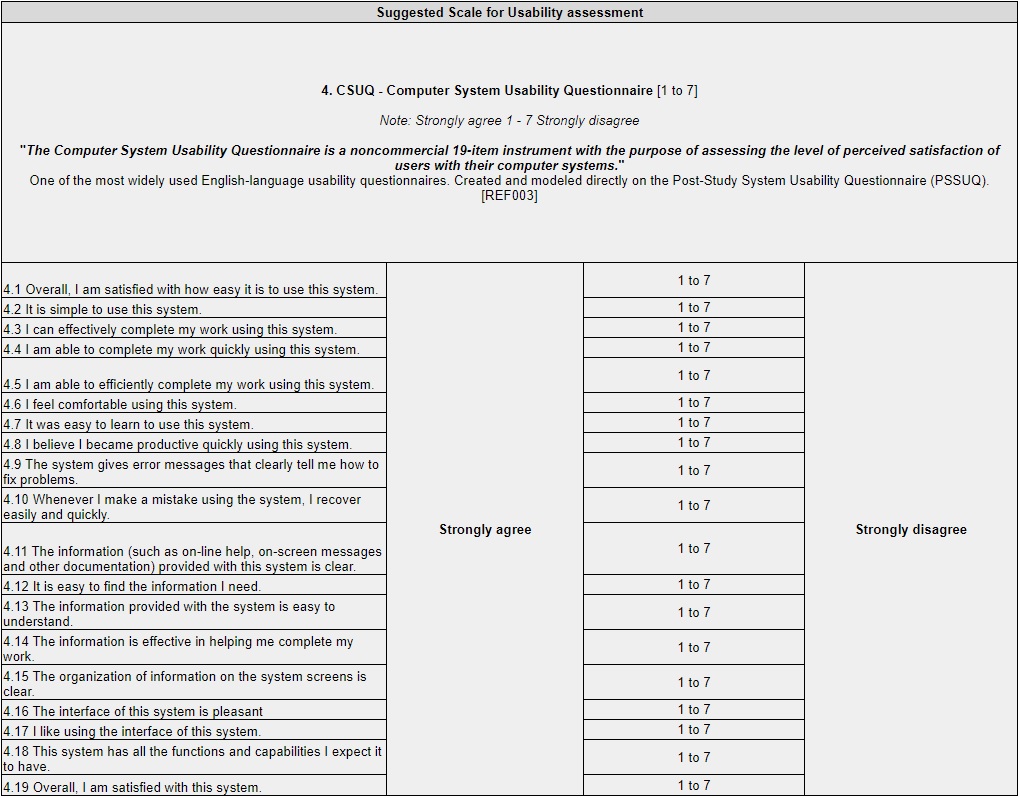 Suggested Scale for Usability assessment
4. CSUQ - Computer System Usability Questionnaire [1 to 7]
Note: Strongly agree 1 - 7 Strongly disagree
"The Computer System Usability Questionnaire is a noncommercial 19-item instrument with the purpose of assessing the level of perceived satisfaction of
users with their computer systems."
One of the most widely used English-language usability questionnaires. Created and modeled directly on the Post-Study System Usability Questionnaire (PSSUQ).
[REF003]
4.1 Overall, I am satisfied with how easy it is to use this system.
1 to 7
4.2 It is simple to use this system.
1 to 7
4.3 I can effectively complete my work using this system.
1 to 7
4.4 I am able to complete my work quickly using this system.
1 to 7
4.5 I am able to efficiently complete my work using this system.
1 to 7
4.6 I feel comfortable using this system.
1 to 7
4.7 It was easy to learn to use this system.
1 to 7
4.8 I believe I became productive quickly using this system.
1 to 7
4.9 The system gives error messages that clearly tell me how to
fix problems.
1 to 7
4.10 Whenever I make a mistake using the system, I recover
easily and quickly.
1 to 7
Strongly agree
Strongly disagree
4.11 The information (such as on-line help, on-screen messages
and other documentation) provided with this system is clear.
1 to 7
4.12 It is easy to find the information I need.
1 to 7
4.13 The information provided with the system is easy to
understand.
1 to 7
4.14 The information is effective in helping me complete my
work.
1 to 7
4.15 The organization of information on the system screens is
clear.
1 to 7
4.16 The interface of this system is pleasant
1 to 7
4.17 I like using the interface of this system.
1 to 7
4.18 This system has all the functions and capabilities I expect it
to have.
1 to 7
4.19 Overall, I am satisfied with this system.
1 to 7